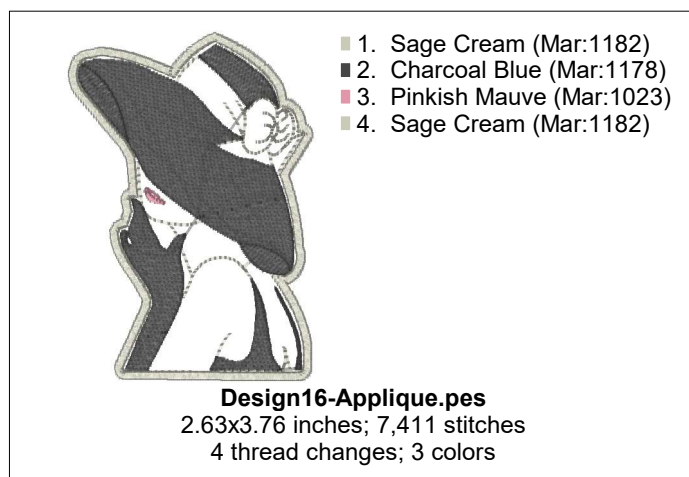 1. Sage Cream (Mar:1182)
2. Charcoal Blue (Mar:1178)
3. Pinkish Mauve (Mar:1023)
4. Sage Cream (Mar:1182)
Design16-Applique.pes
2.63x3.76 inches; 7,411 stitches
4 thread changes; 3 colors